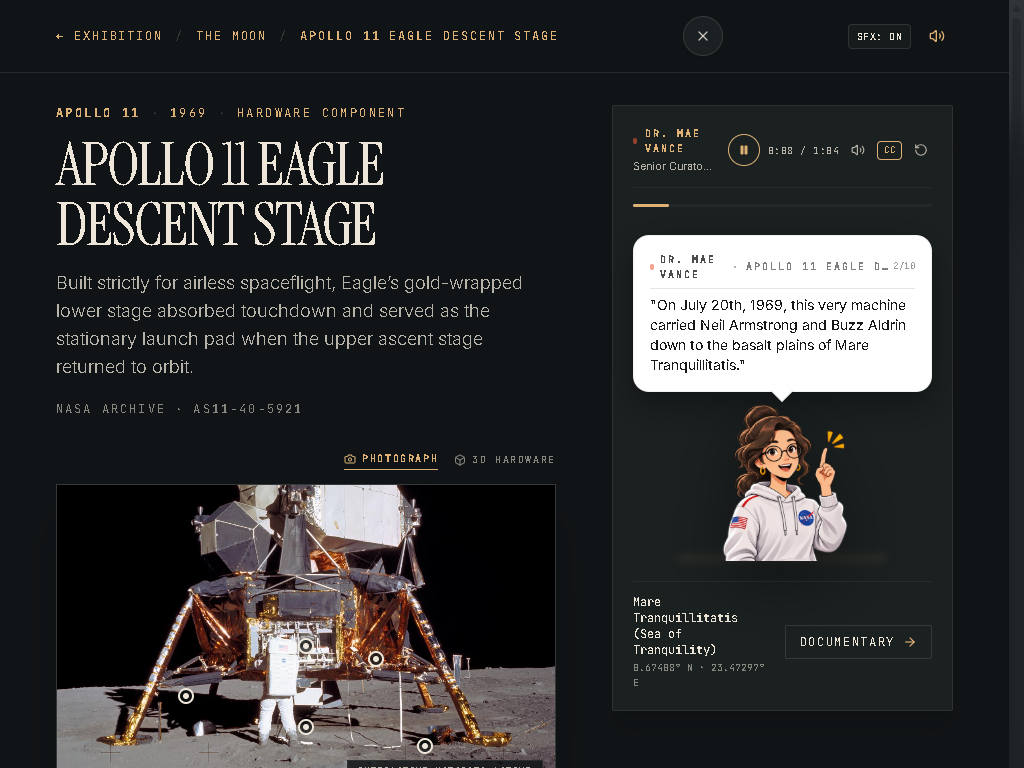 ← EXHIBITION / THE MOON / APOLLO 11 EAGLE DESCENT STAGE
SFX: ON
APOLLO 11 · 1969 · HARDWARE COMPONENT
APOLLO 11 EAGLE
DESCENT STAGE
Built strictly for airless spaceflight, Eagle's gold-wrapped
lower stage absorbed touchdown and served as the
stationary launch pad when the upper ascent stage
returned to orbit.
NASA ARCHIVE · AS11-40-5921
PHOTOGRAPH
3D HARDWARE
DR. MAE
VANCE
Senior Curato…
0:08 / 1:04
CC
DR. MAE
VANCE
· APOLLO 11 EAGLE D…
2/10
"On July 20th, 1969, this very machine
carried Neil Armstrong and Buzz Aldrin
down to the basalt plains of Mare
Tranquillitatis."
NASA
Mare
Tranquillitatis
(Sea of
Tranquility)
0.67408° N · 23.47297°
E
DOCUMENTARY →